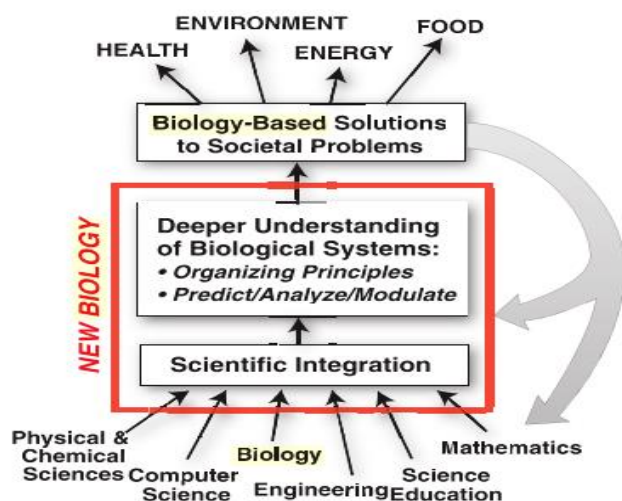 ENVIRONMENT
FOOD
HEALTH
ENERGY
Biology-Based Solutions
to Societal Problems
NEW BIOLOGY
Deeper Understanding
of Biological Systems:
• Organizing Principles
• Predict/Analyze/Modulate
Scientific Integration
Physical &
Chemical
Sciences
Computer
Science
Biology
Engineering
Science
Education
Mathematics